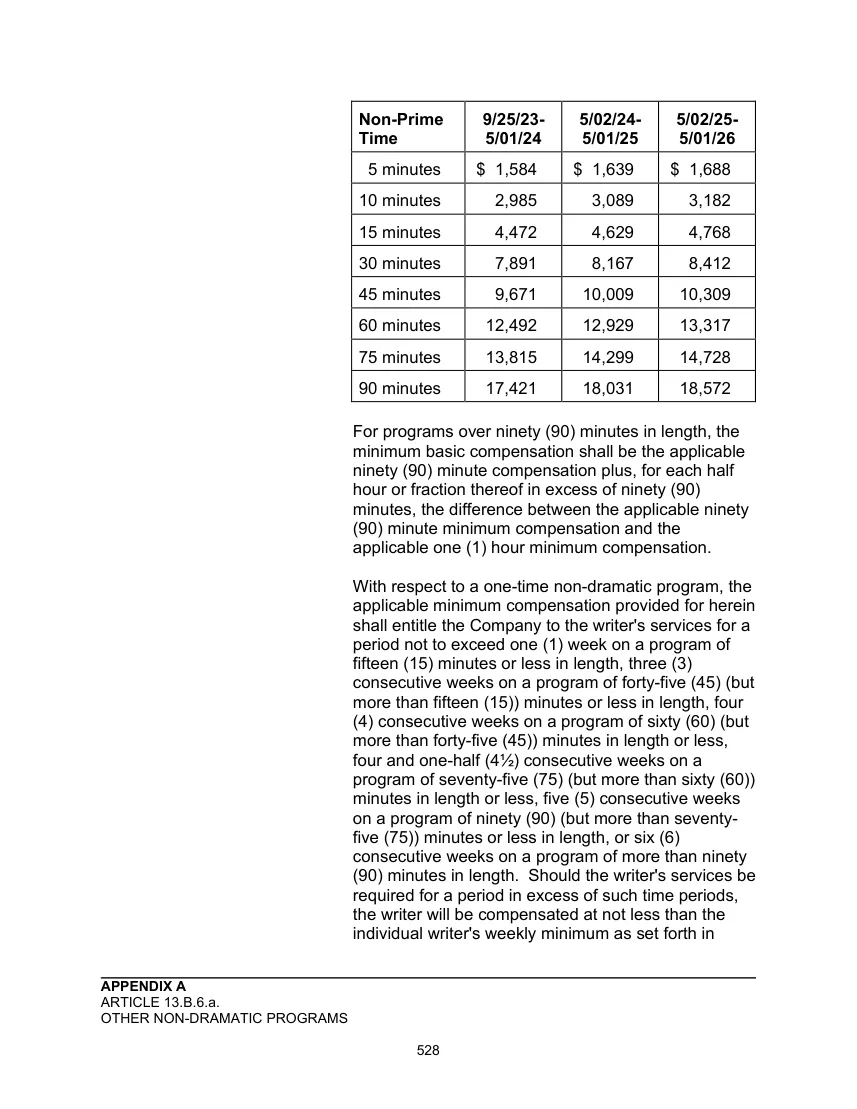 Non-Prime Time 9/25/23-5/01/24 5/02/24-5/01/25 5/02/25-5/01/26
5 minutes $ 1,584 $ 1,639 $ 1,688
10 minutes 2,985 3,089 3,182
15 minutes 4,472 4,629 4,768
30 minutes 7,891 8,167 8,412
45 minutes 9,671 10,009 10,309
60 minutes 12,492 12,929 13,317
75 minutes 13,815 14,299 14,728
90 minutes 17,421 18,031 18,572
For programs over ninety (90) minutes in length, the
minimum basic compensation shall be the applicable
ninety (90) minute compensation plus, for each half
hour or fraction thereof in excess of ninety (90)
minutes, the difference between the applicable ninety
(90) minute minimum compensation and the
applicable one (1) hour minimum compensation.
With respect to a one-time non-dramatic program, the
applicable minimum compensation provided for herein
shall entitle the Company to the writer's services for a
period not to exceed one (1) week on a program of
fifteen (15) minutes or less in length, three (3)
consecutive weeks on a program of forty-five (45) (but
more than fifteen (15)) minutes or less in length, four
(4) consecutive weeks on a program of sixty (60) (but
more than forty-five (45)) minutes in length or less,
four and one-half (4½) consecutive weeks on a
program of seventy-five (75) (but more than sixty (60))
minutes in length or less, five (5) consecutive weeks
on a program of ninety (90) (but more than seventy-
five (75)) minutes or less in length, or six (6)
consecutive weeks on a program of more than ninety
(90) minutes in length.  Should the writer's services be
required for a period in excess of such time periods,
the writer will be compensated at not less than the
individual writer's weekly minimum as set forth in
APPENDIX A
ARTICLE 13.B.6.a.
OTHER NON-DRAMATIC PROGRAMS
528